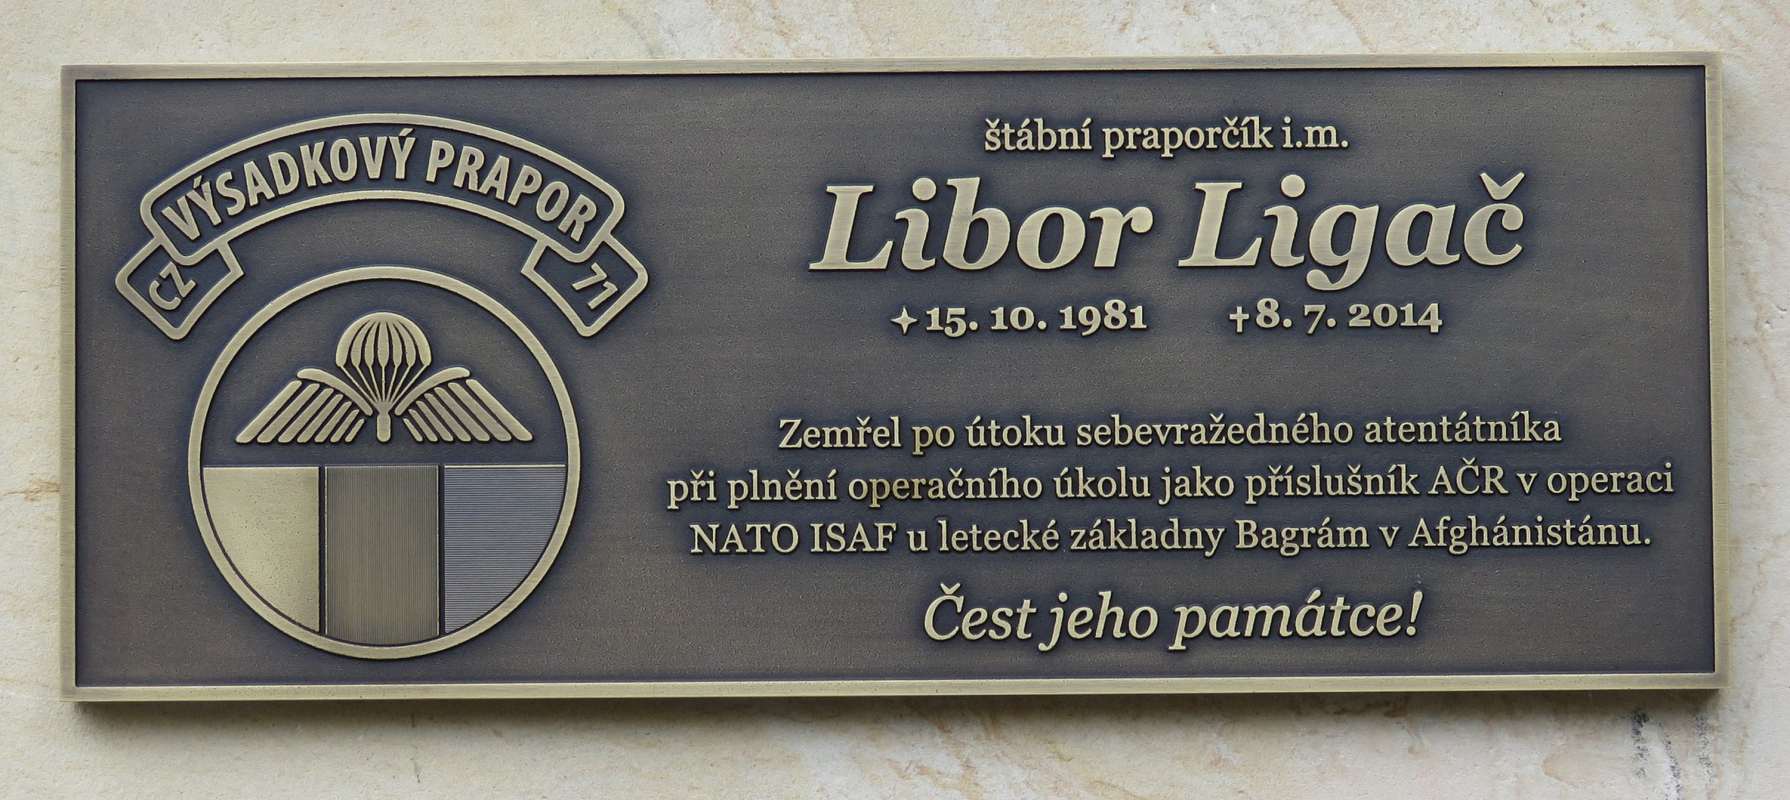 VÝSADKOVÝ PRAPOR
CZ
71
štábní praporčík i.m.
Libor Ligač
✦15. 10. 1981 ✝8. 7. 2014
Zemřel po útoku sebevražedného atentátníka
při plnění operačního úkolu jako příslušník AČR v operaci
NATO ISAF u letecké základny Bagrám v Afghánistánu.
Čest jeho památce!